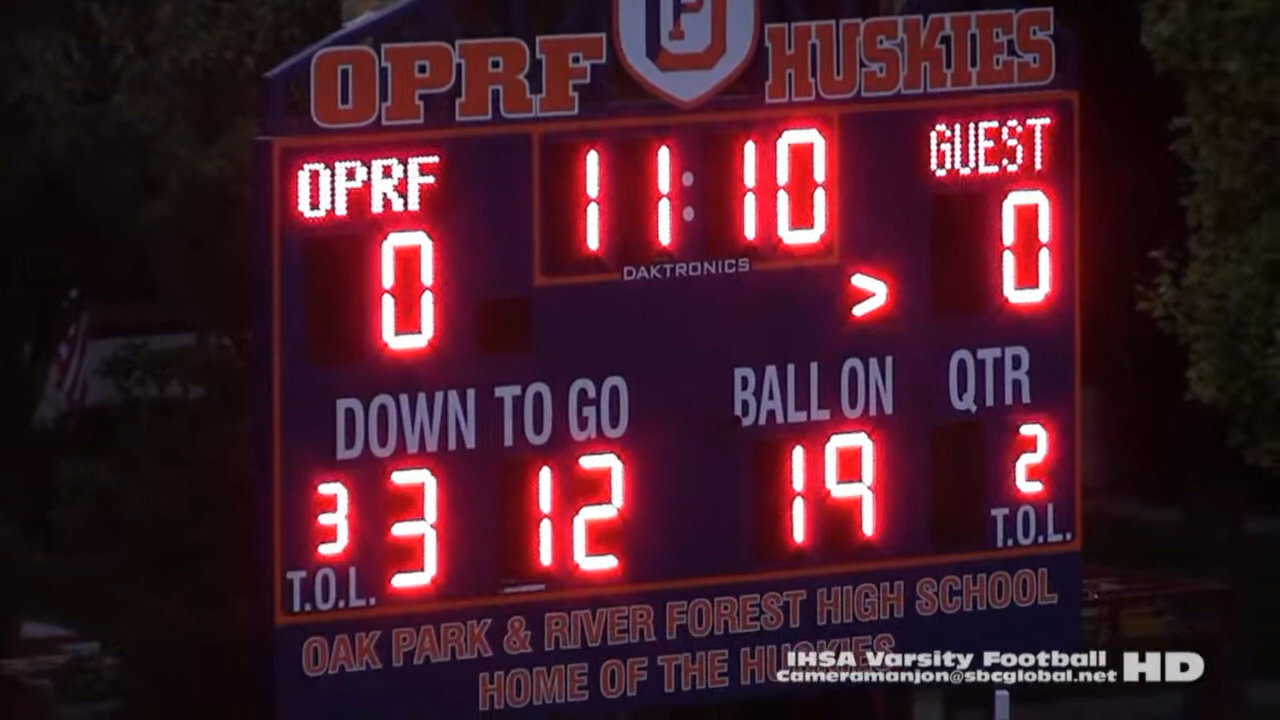 OPRF HUSKIES
OPRF 11:10 GUEST
0 > 0
DAKTRONICS
DOWN TO GO BALL ON QTR
3 3 12 19 2
T.O.L. T.O.L.
OAK PARK & RIVER FOREST HIGH SCHOOL
HOME OF THE HUSKIES
IHSA Varsity Football HD
cameramanjon@sbcglobal.net